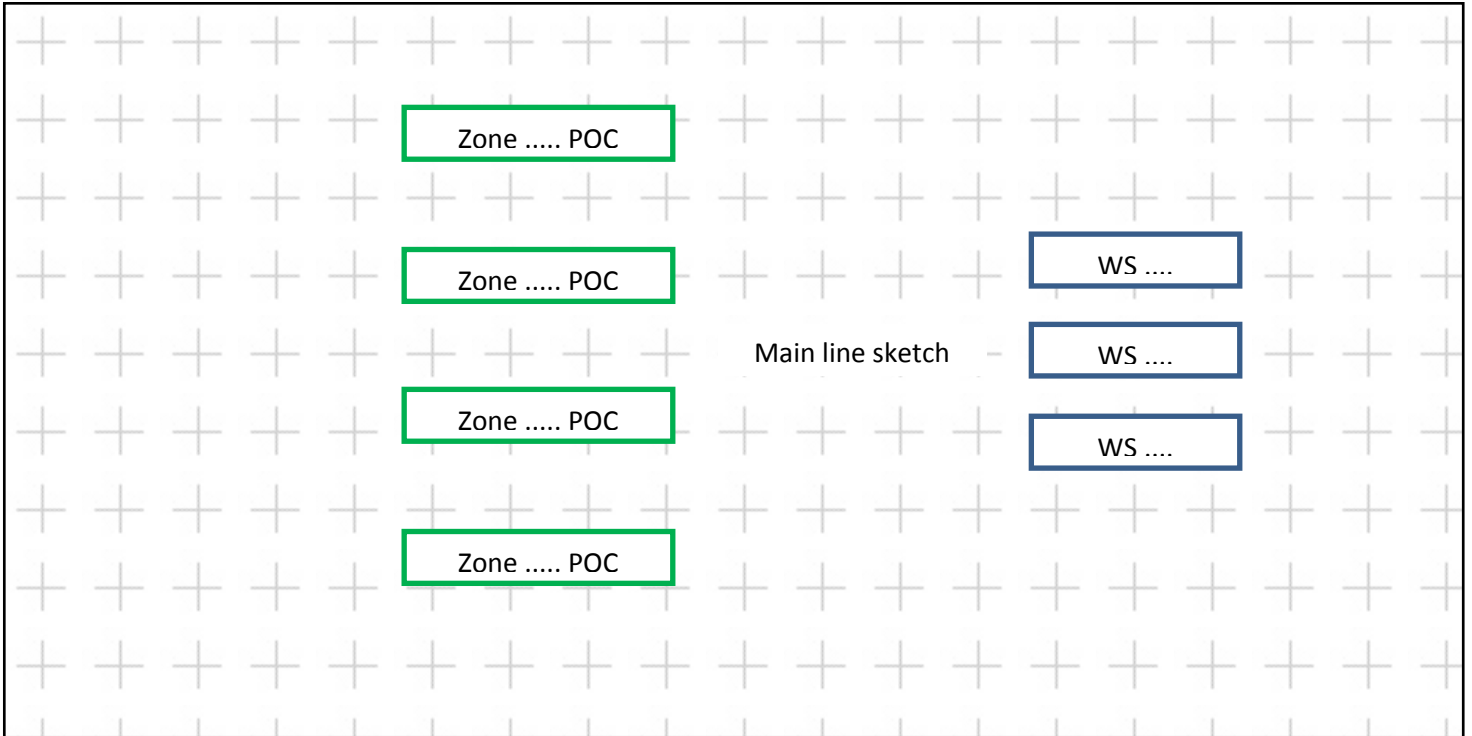 Zone ..... POC
Zone ..... POC
WS ....
Main line sketch
WS ....
Zone ..... POC
WS ....
Zone ..... POC